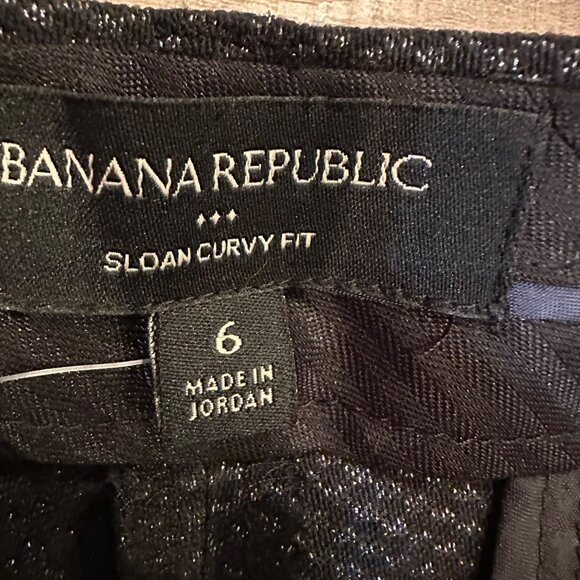 BANANA REPUBLIC
SLOAN CURVY FIT
6
MADE IN
JORDAN